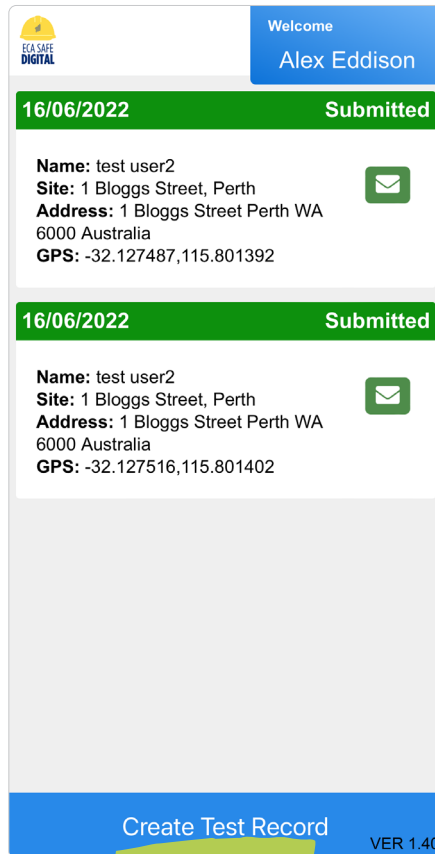 ECA SAFE
DIGITAL
Welcome
Alex Eddison
16/06/2022 Submitted
Name: test user2
Site: 1 Bloggs Street, Perth
Address: 1 Bloggs Street Perth WA
6000 Australia
GPS: -32.127487,115.801392
16/06/2022 Submitted
Name: test user2
Site: 1 Bloggs Street, Perth
Address: 1 Bloggs Street Perth WA
6000 Australia
GPS: -32.127516,115.801402
Create Test Record
VER 1.40